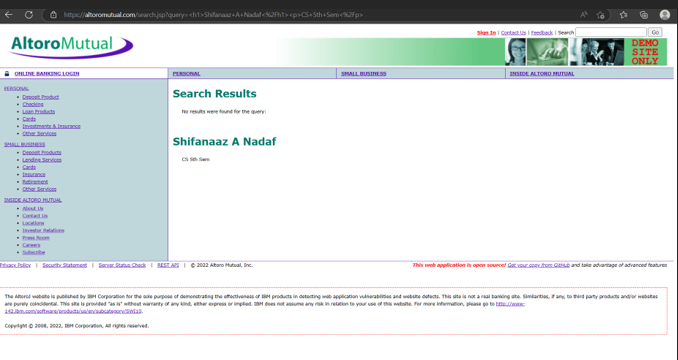 https://altoromutual.com/search.jsp?query=<h1>Shifanaaz+A+Nadaf<%2Fh1>+<p>CS+5th+Sem<%2Fp>
Sign In | Contact Us | Feedback | Search
Go
AltoroMutual
DEMO
SITE
ONLY
ONLINE BANKING LOGIN
PERSONAL
SMALL BUSINESS
INSIDE ALTORO MUTUAL
PERSONAL
Deposit Product
Checking
Loan Products
Cards
Investments & Insurance
Other Services
SMALL BUSINESS
Deposit Products
Lending Services
Cards
Insurance
Retirement
Other Services
INSIDE ALTORO MUTUAL
About Us
Contact Us
Locations
Investor Relations
Press Room
Careers
Subscribe
Search Results
No results were found for the query:
Shifanaaz A Nadaf
CS 5th Sem
Privacy Policy | Security Statement | Server Status Check | REST API | © 2022 Altoro Mutual, Inc.
This web application is open source! Get your copy from GitHub and take advantage of advanced features
The AltoroJ website is published by IBM Corporation for the sole purpose of demonstrating the effectiveness of IBM products in detecting web application vulnerabilities and website defects. This site is not a real banking site. Similarities, if any, to third party products and/or websites
are purely coincidental. This site is provided "as is" without warranty of any kind, either express or implied. IBM does not assume any risk in relation to your use of this website. For more information, please go to http://www-
142.ibm.com/software/products/us/en/subcategory/SWI10.
Copyright © 2008, 2022, IBM Corporation, All rights reserved.